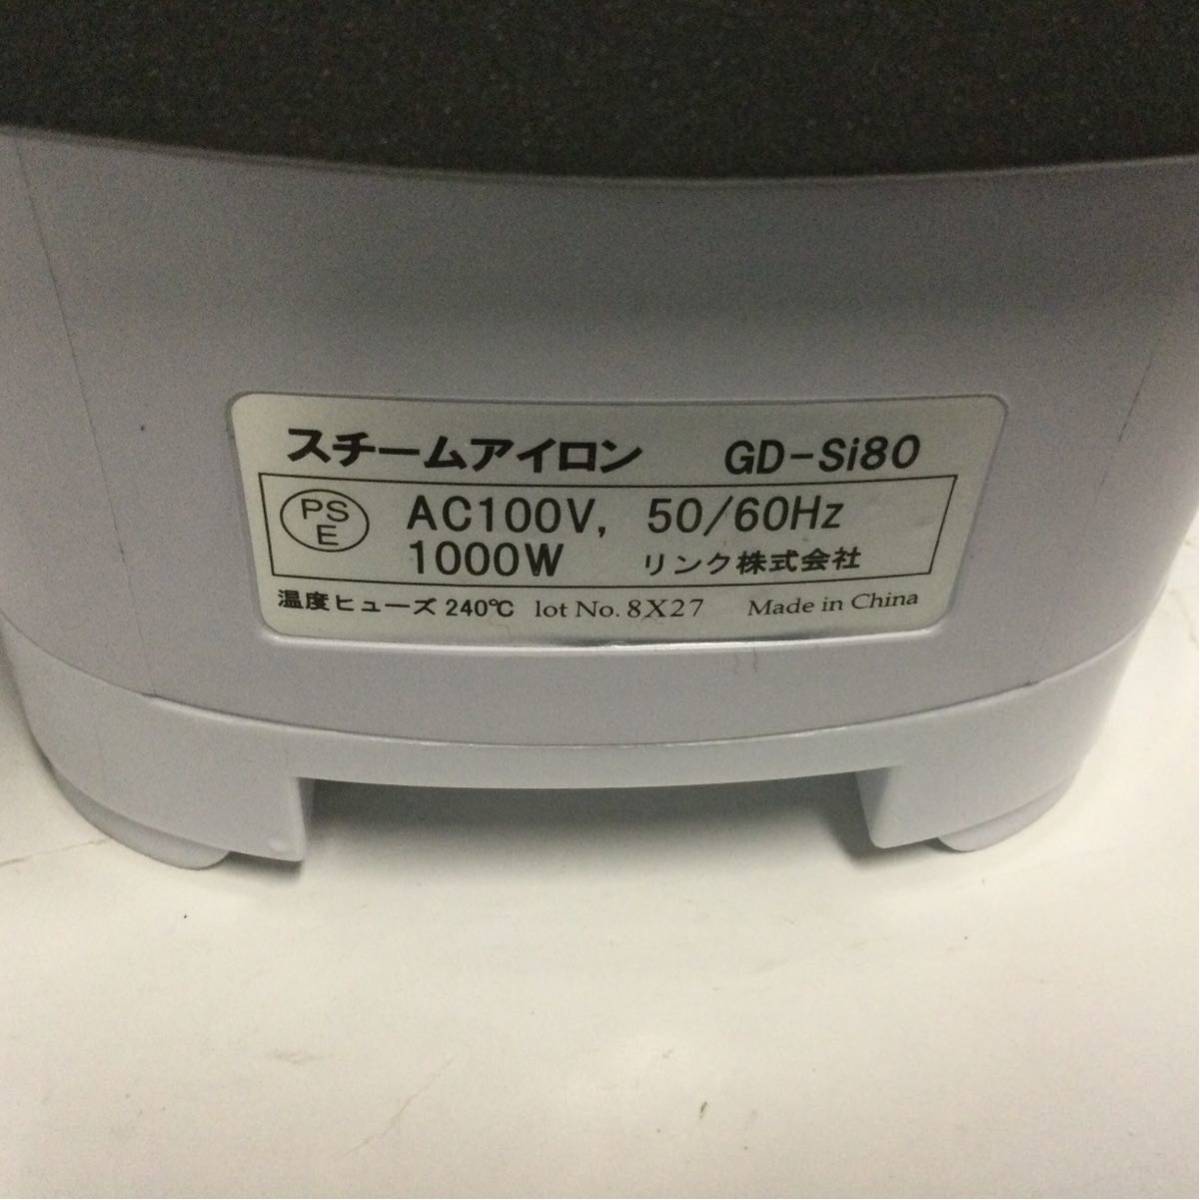 スチームアイロン GD-Si80
PS
E
AC100V, 50/60Hz
1000W リンク株式会社
温度ヒューズ 240℃ lot No. 8X27 Made in China